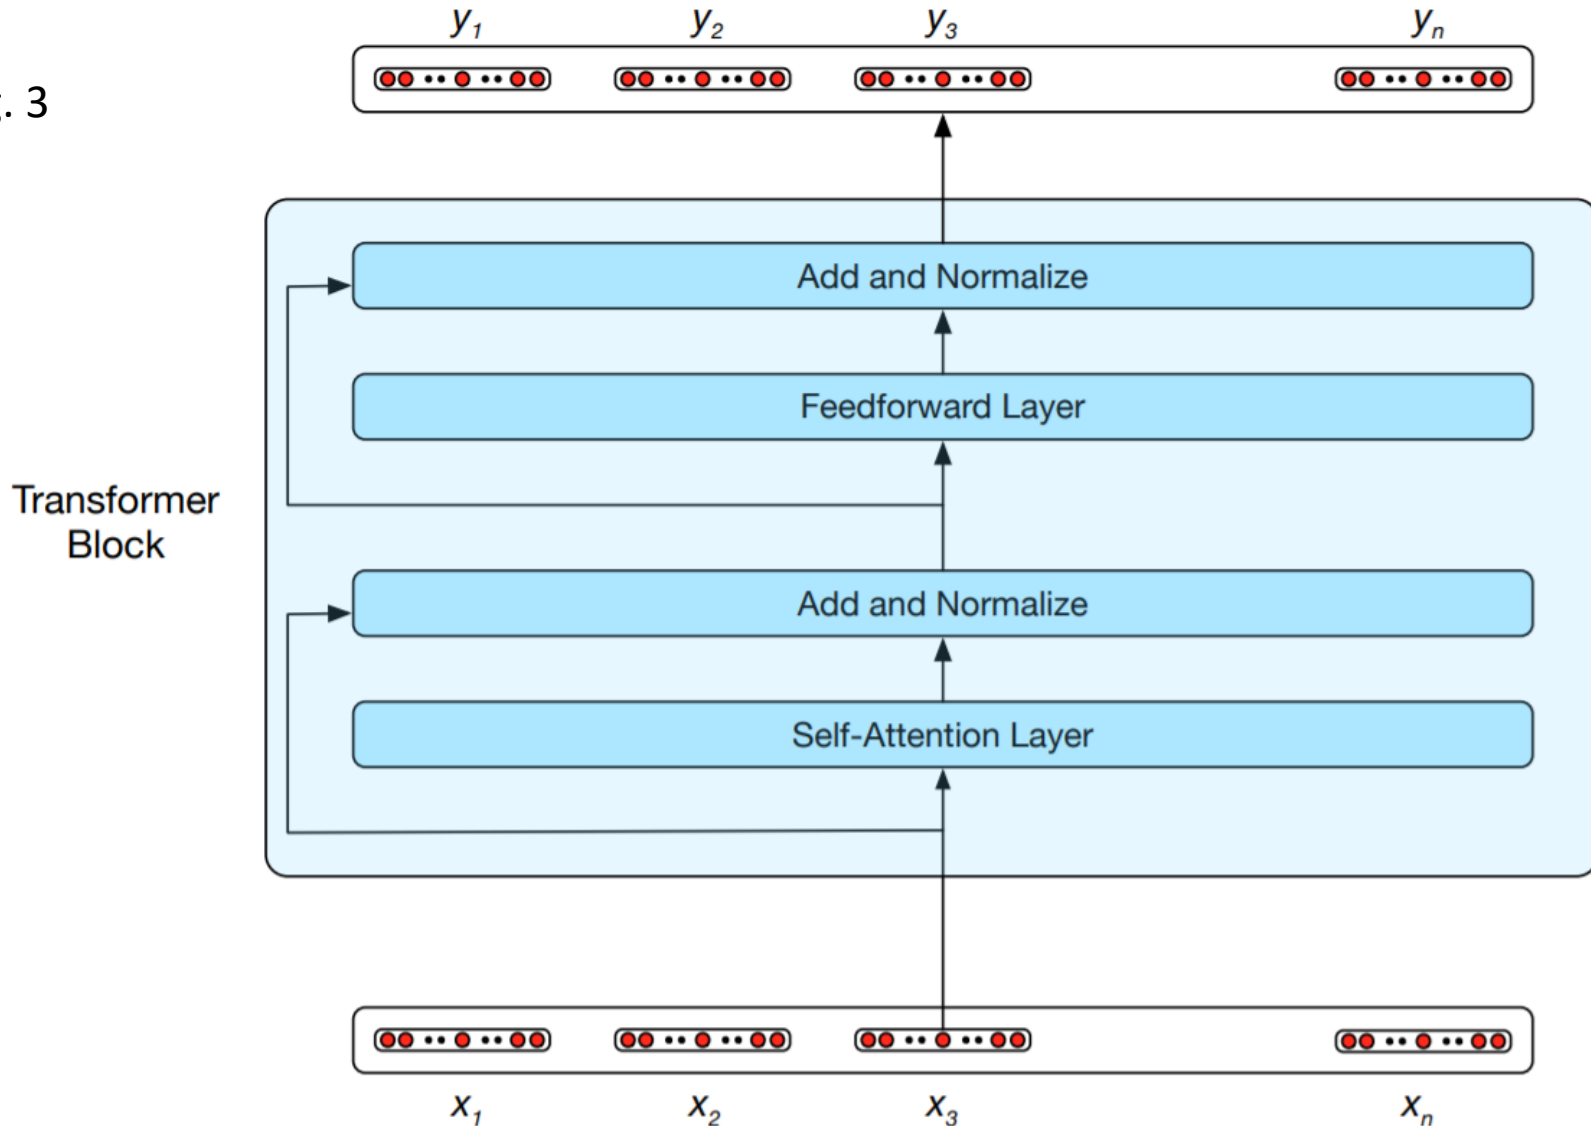 y1 y2 y3 yn
. 3
Add and Normalize
Feedforward Layer
Transformer
Block
Add and Normalize
Self-Attention Layer
x1 x2 x3 xn